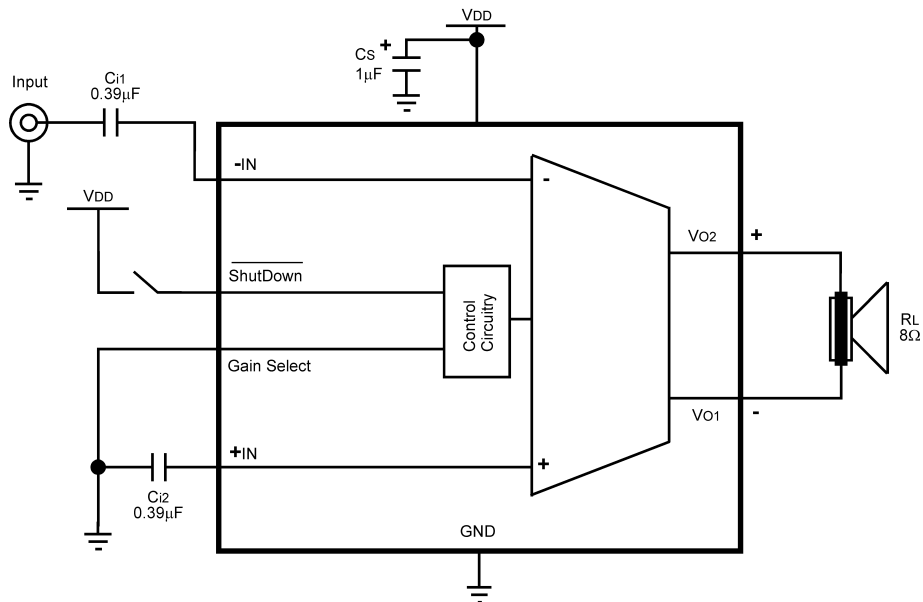 VDD
CS +
1µF
Input
Ci1
0.39µF
-IN
-
VDD
VO2 +
ShutDown
Control
Circuitry
RL
8Ω
Gain Select
VO1 -
+IN
+
Ci2
0.39µF
GND